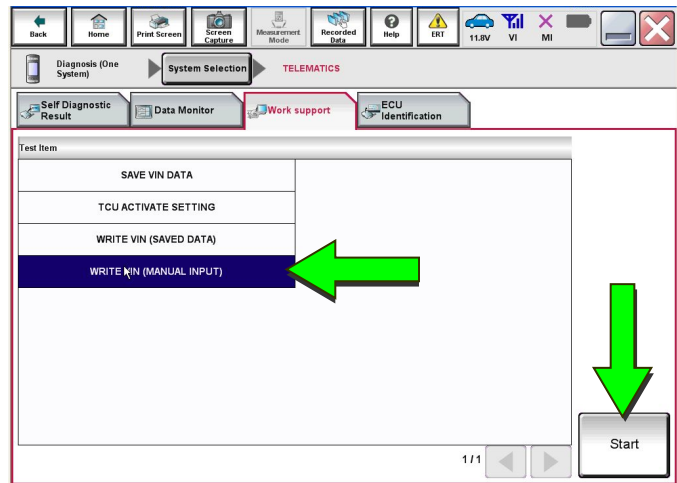 Back
Home
Print Screen
Screen
Capture
Measurement
Mode
Recorded
Data
Help
ERT
11.8V
VI
MI
Diagnosis (One
System)
System Selection
TELEMATICS
Self Diagnostic
Result
Data Monitor
Work support
ECU
Identification
Test Item
SAVE VIN DATA
TCU ACTIVATE SETTING
WRITE VIN (SAVED DATA)
WRITE VIN (MANUAL INPUT)
1/1
Start